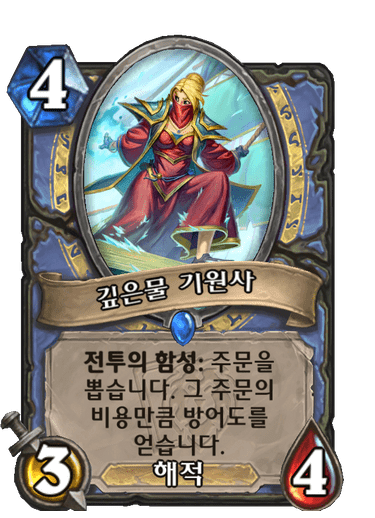 4
깊은물 기원사
전투의 함성: 주문을
뽑습니다. 그 주문의
비용만큼 방어도를
얻습니다.
3
해적
4